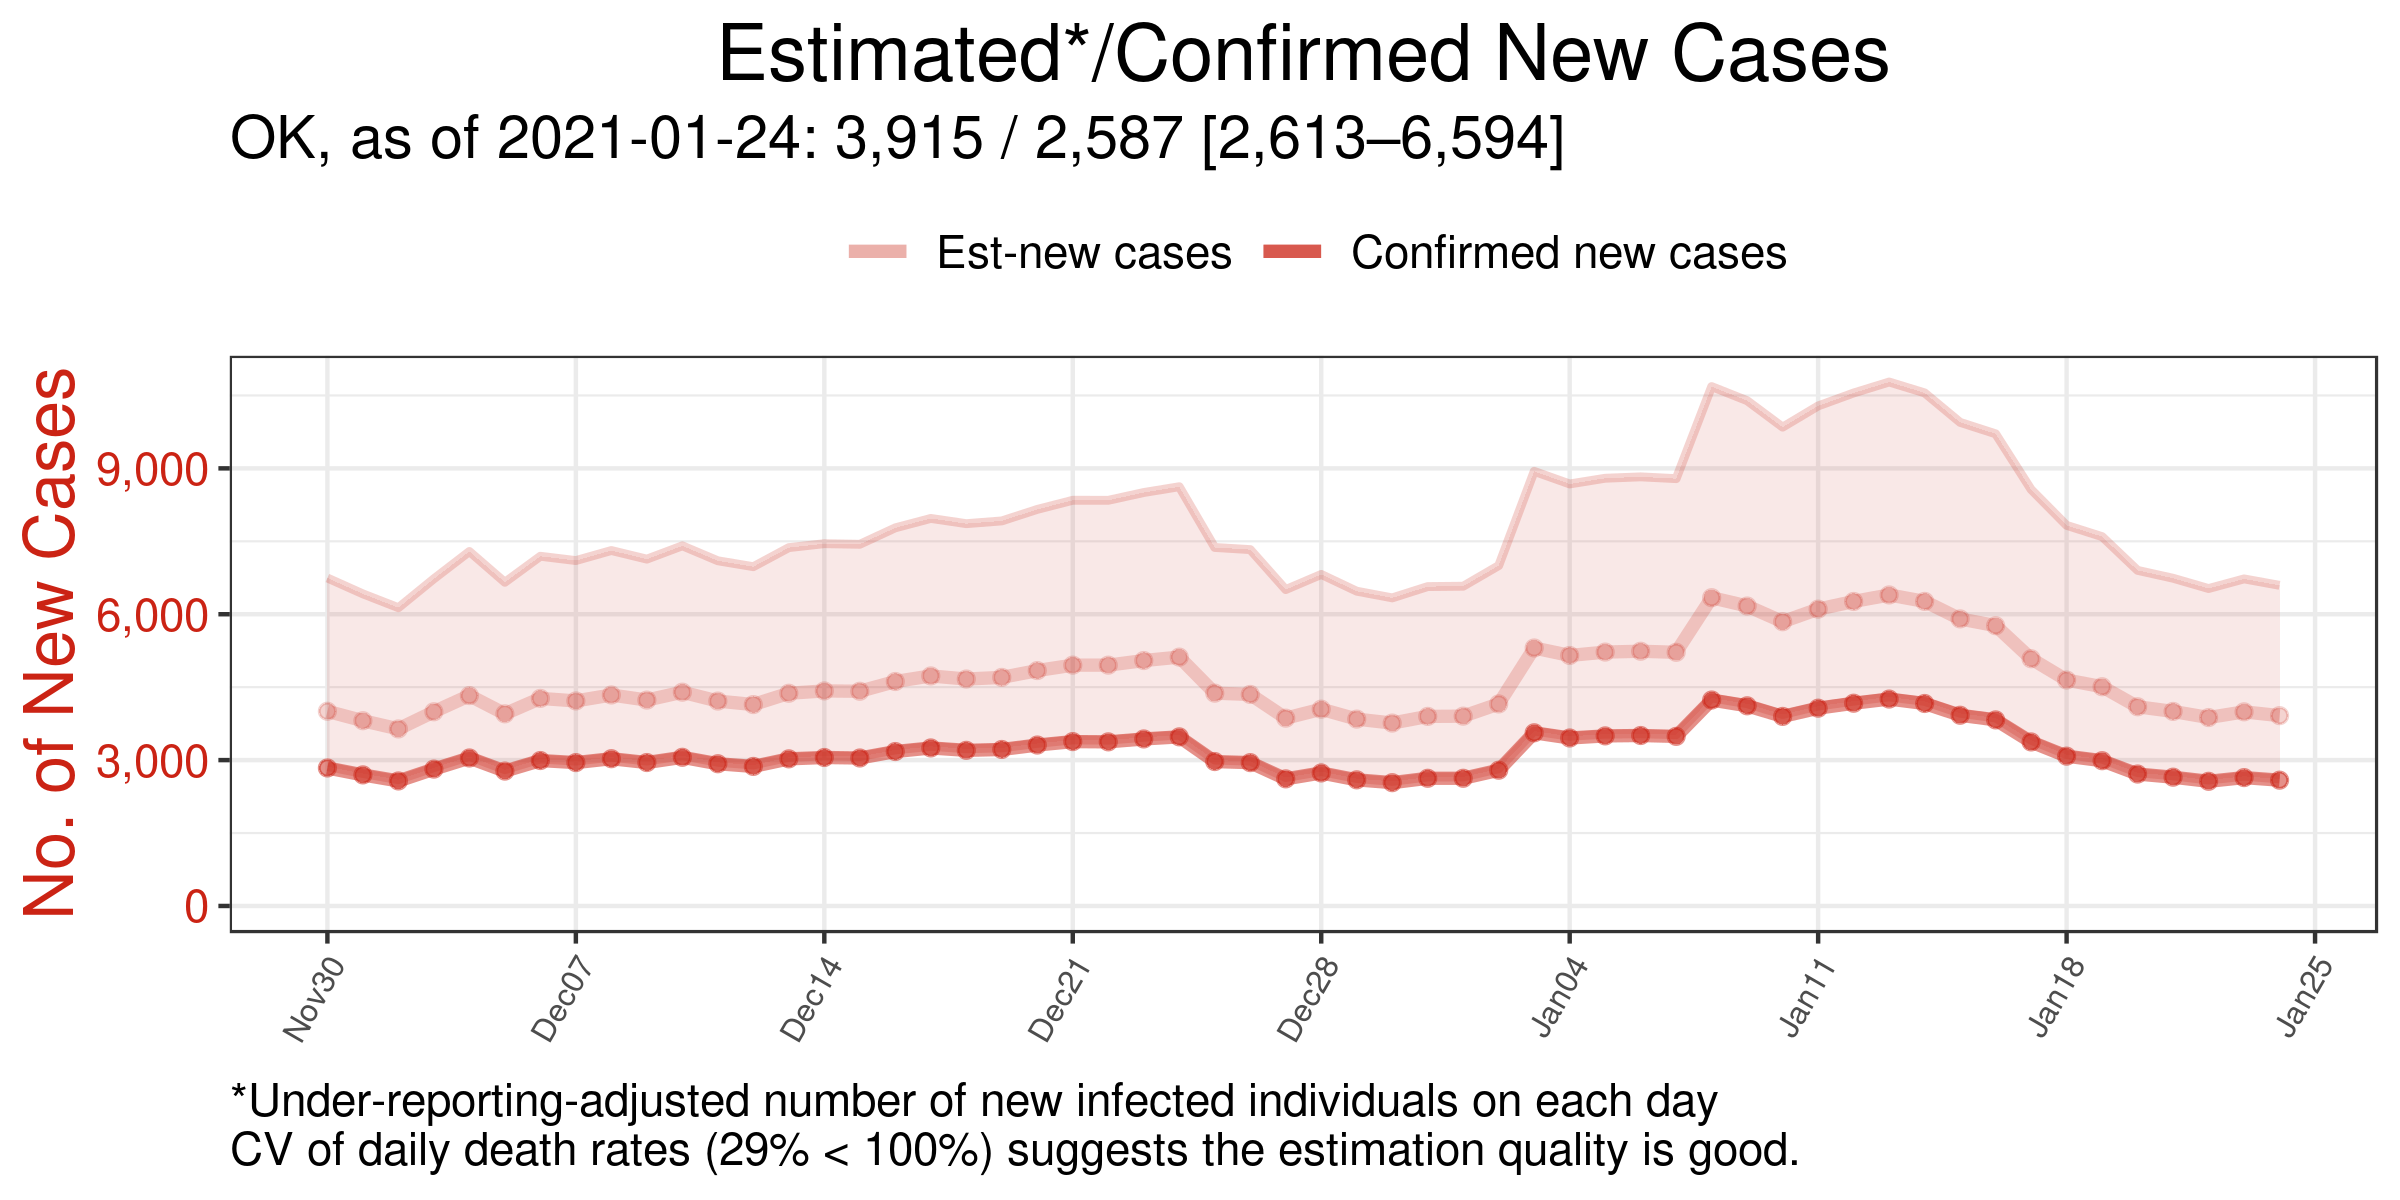 Estimated*/Confirmed New Cases
OK, as of 2021-01-24: 3,915 / 2,587 [2,613–6,594]
Est-new cases Confirmed new cases
No. of New Cases
9,000
6,000
3,000
0
Nov30 Dec07 Dec14 Dec21 Dec28 Jan04 Jan11 Jan18 Jan25
*Under-reporting-adjusted number of new infected individuals on each day
CV of daily death rates (29% < 100%) suggests the estimation quality is good.